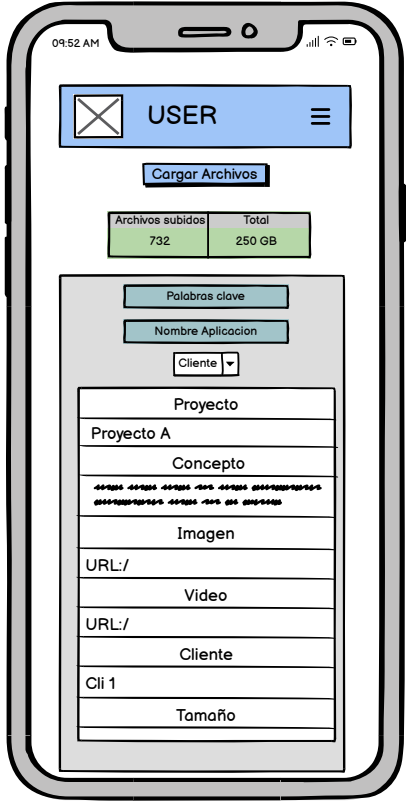 09:52 AM
USER
Cargar Archivos
Archivos subidos Total
732 250 GB
Palabras clave
Nombre Aplicacion
Cliente
Proyecto
Proyecto A
Concepto
Imagen
URL:/
Video
URL:/
Cliente
Cli 1
Tamaño